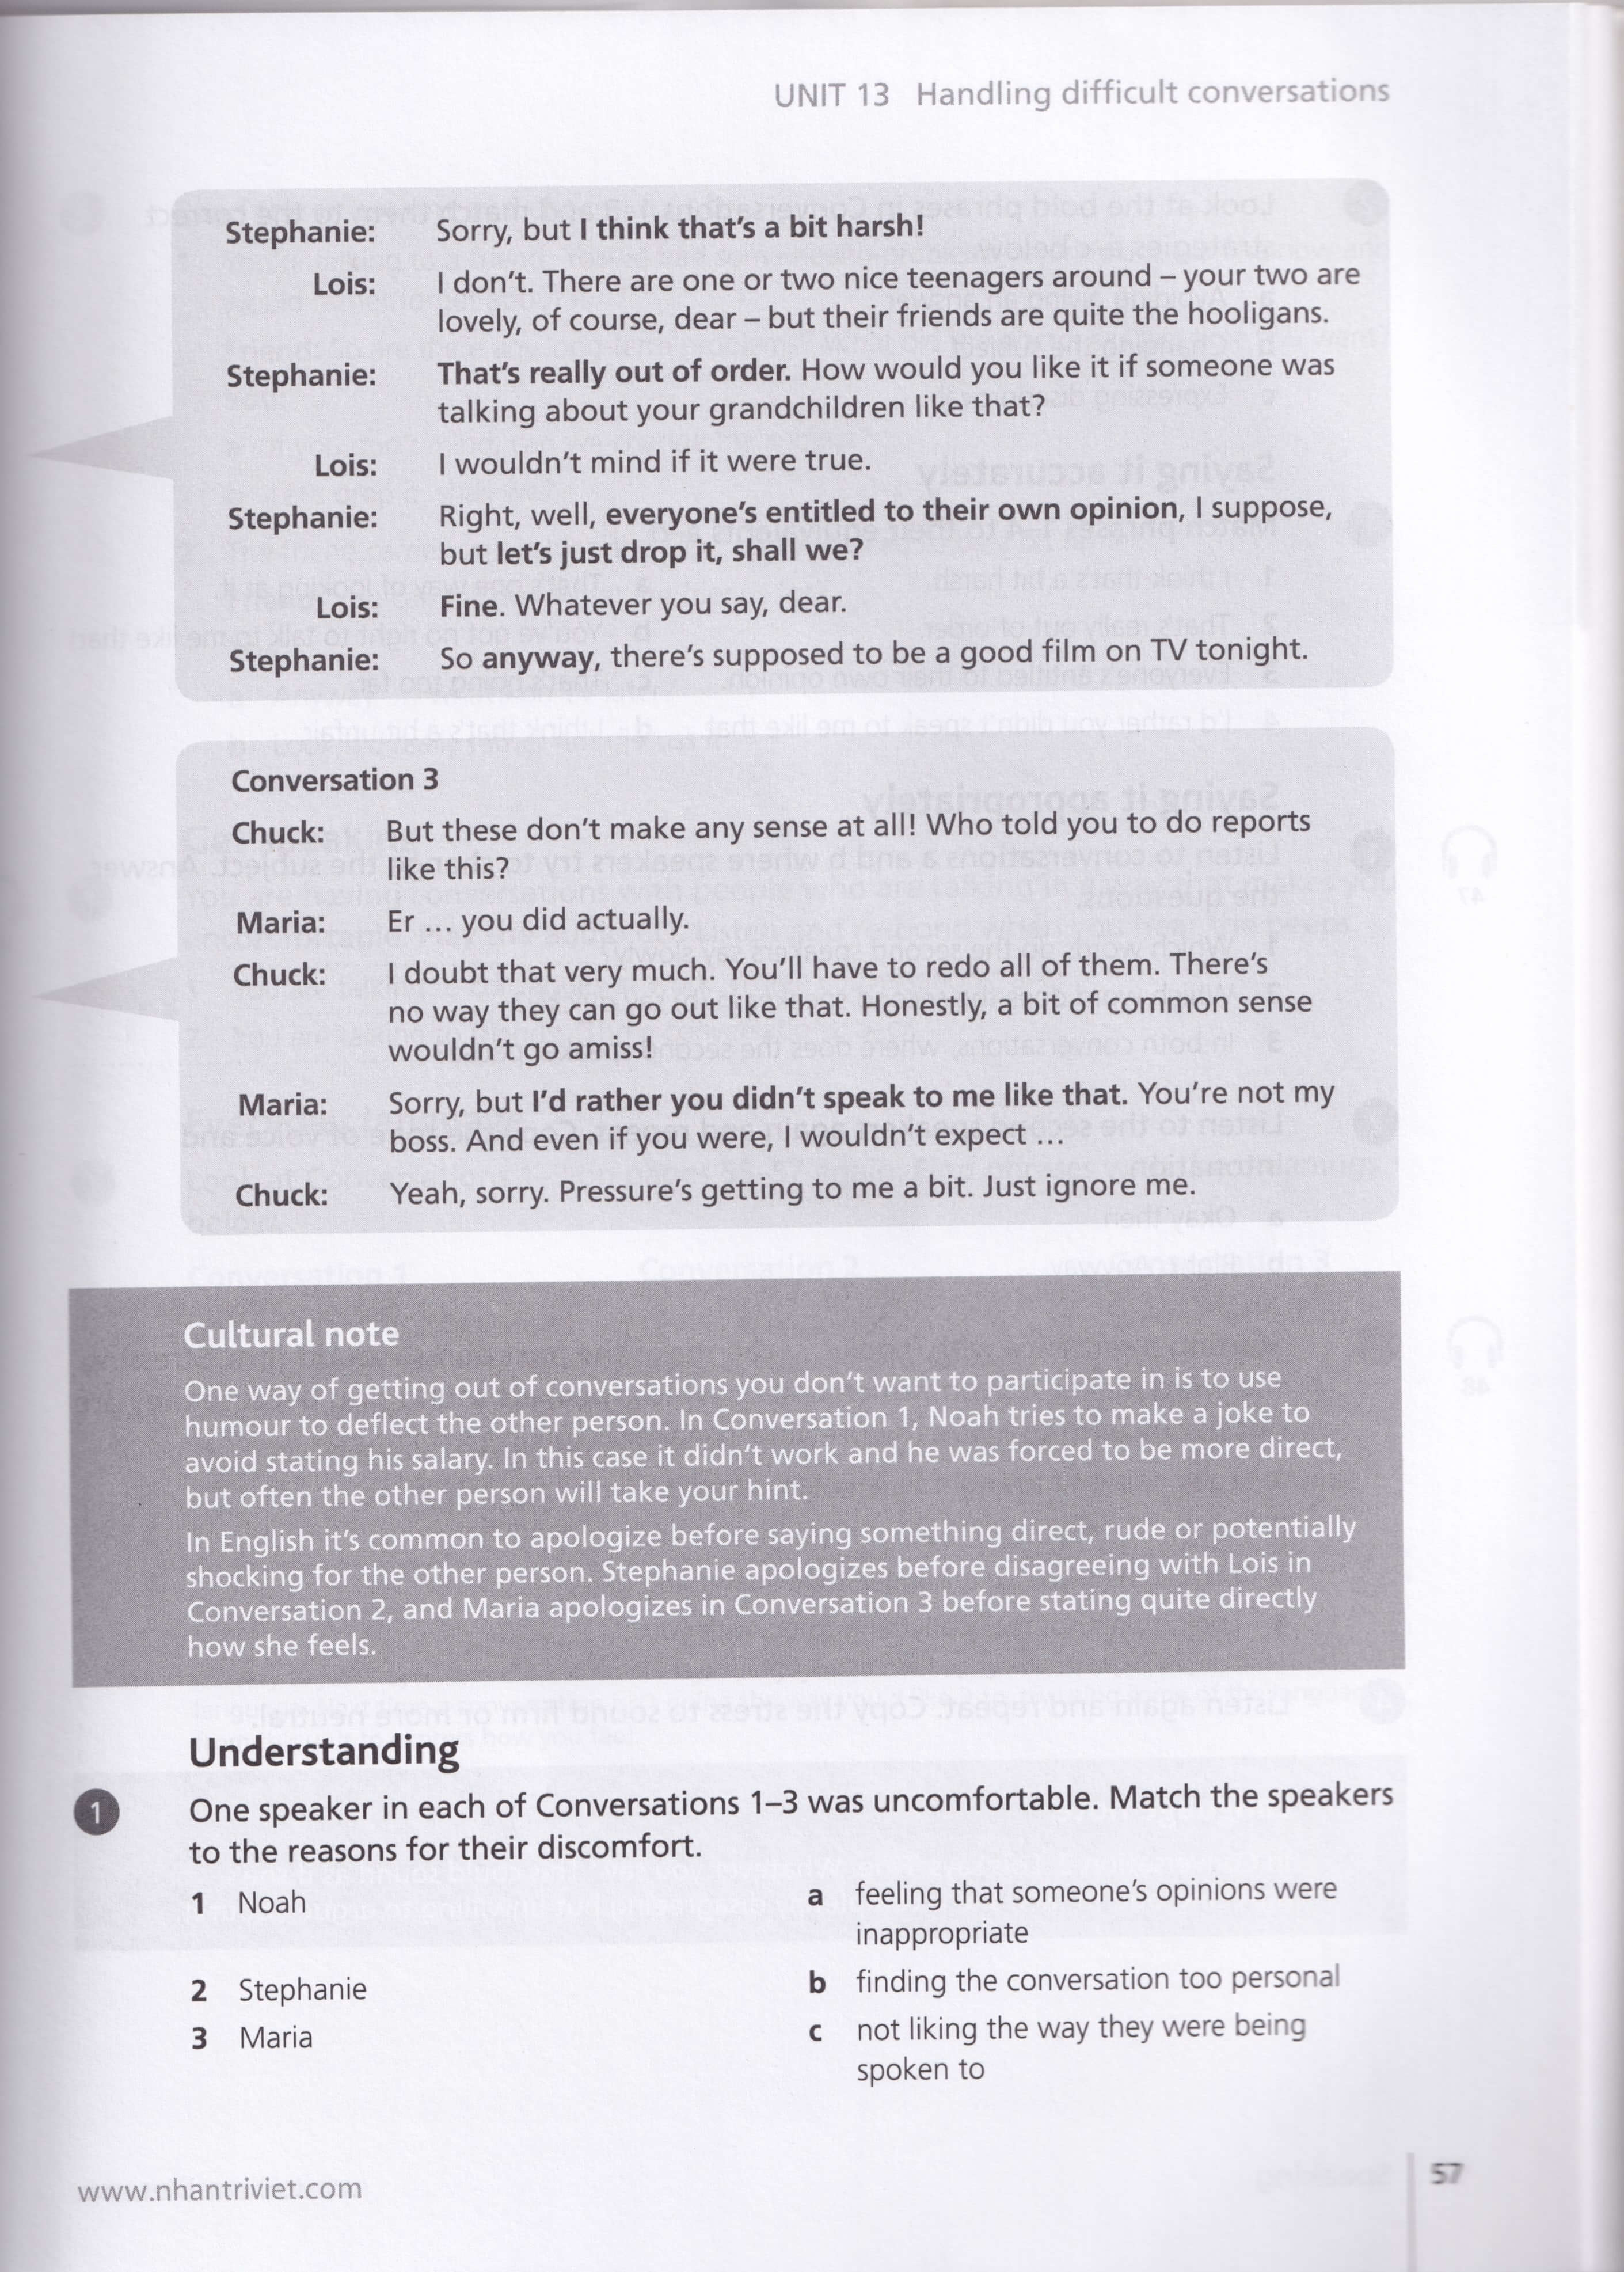 UNIT 13 Handling difficult conversations
Stephanie: Sorry, but I think that's a bit harsh!
Lois: I don't. There are one or two nice teenagers around – your two are
lovely, of course, dear – but their friends are quite the hooligans.
Stephanie: That's really out of order. How would you like it if someone was
talking about your grandchildren like that?
Lois: I wouldn't mind if it were true.
Stephanie: Right, well, everyone's entitled to their own opinion, I suppose,
but let's just drop it, shall we?
Lois: Fine. Whatever you say, dear.
Stephanie: So anyway, there's supposed to be a good film on TV tonight.
Conversation 3
Chuck: But these don't make any sense at all! Who told you to do reports
like this?
Maria: Er ... you did actually.
Chuck: I doubt that very much. You'll have to redo all of them. There's
no way they can go out like that. Honestly, a bit of common sense
wouldn't go amiss!
Maria: Sorry, but I'd rather you didn't speak to me like that. You're not my
boss. And even if you were, I wouldn't expect ...
Chuck: Yeah, sorry. Pressure's getting to me a bit. Just ignore me.
Cultural note
One way of getting out of conversations you don't want to participate in is to use
humour to deflect the other person. In Conversation 1, Noah tries to make a joke to
avoid stating his salary. In this case it didn't work and he was forced to be more direct,
but often the other person will take your hint.
In English it's common to apologize before saying something direct, rude or potentially
shocking for the other person. Stephanie apologizes before disagreeing with Lois in
Conversation 2, and Maria apologizes in Conversation 3 before stating quite directly
how she feels.
Understanding
1 One speaker in each of Conversations 1–3 was uncomfortable. Match the speakers
to the reasons for their discomfort.
1 Noah
2 Stephanie
3 Maria
a feeling that someone's opinions were
inappropriate
b finding the conversation too personal
c not liking the way they were being
spoken to
www.nhantriviet.com
57